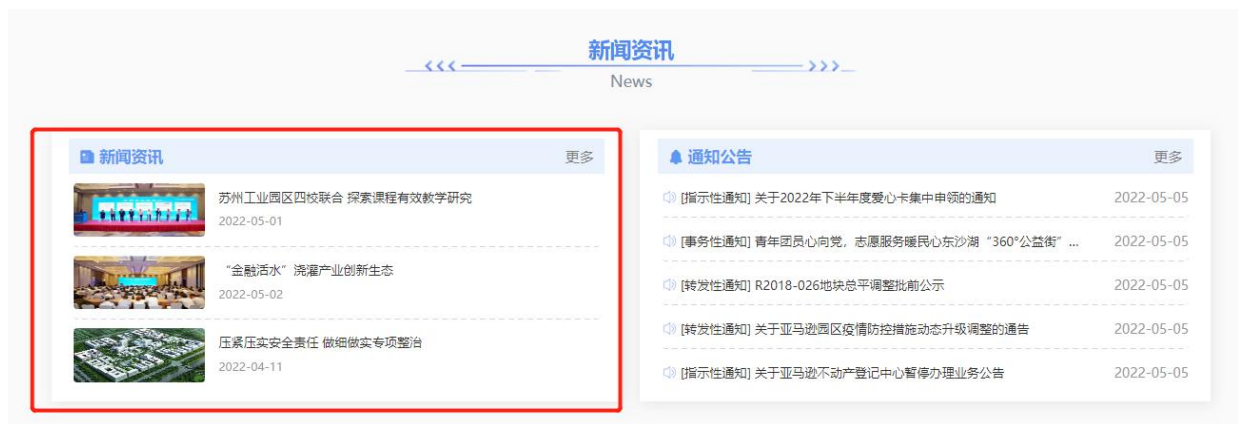 新闻资讯
News
新闻资讯 更多
苏州工业园区四校联合 探索课程有效教学研究
2022-05-01
“金融活水”浇灌产业创新生态
2022-05-02
压紧压实安全责任 做细做实专项整治
2022-04-11
通知公告 更多
[指示性通知] 关于2022年下半年度爱心卡集中申领的通知 2022-05-05
[事务性通知] 青年团员心向党，志愿服务暖民心东沙湖“360°公益街” ... 2022-05-05
[转发性通知] R2018-026地块总平调整批前公示 2022-05-05
[转发性通知] 关于亚马逊园区疫情防控措施动态升级调整的通告 2022-05-05
[指示性通知] 关于亚马逊不动产登记中心暂停办理业务公告 2022-05-05